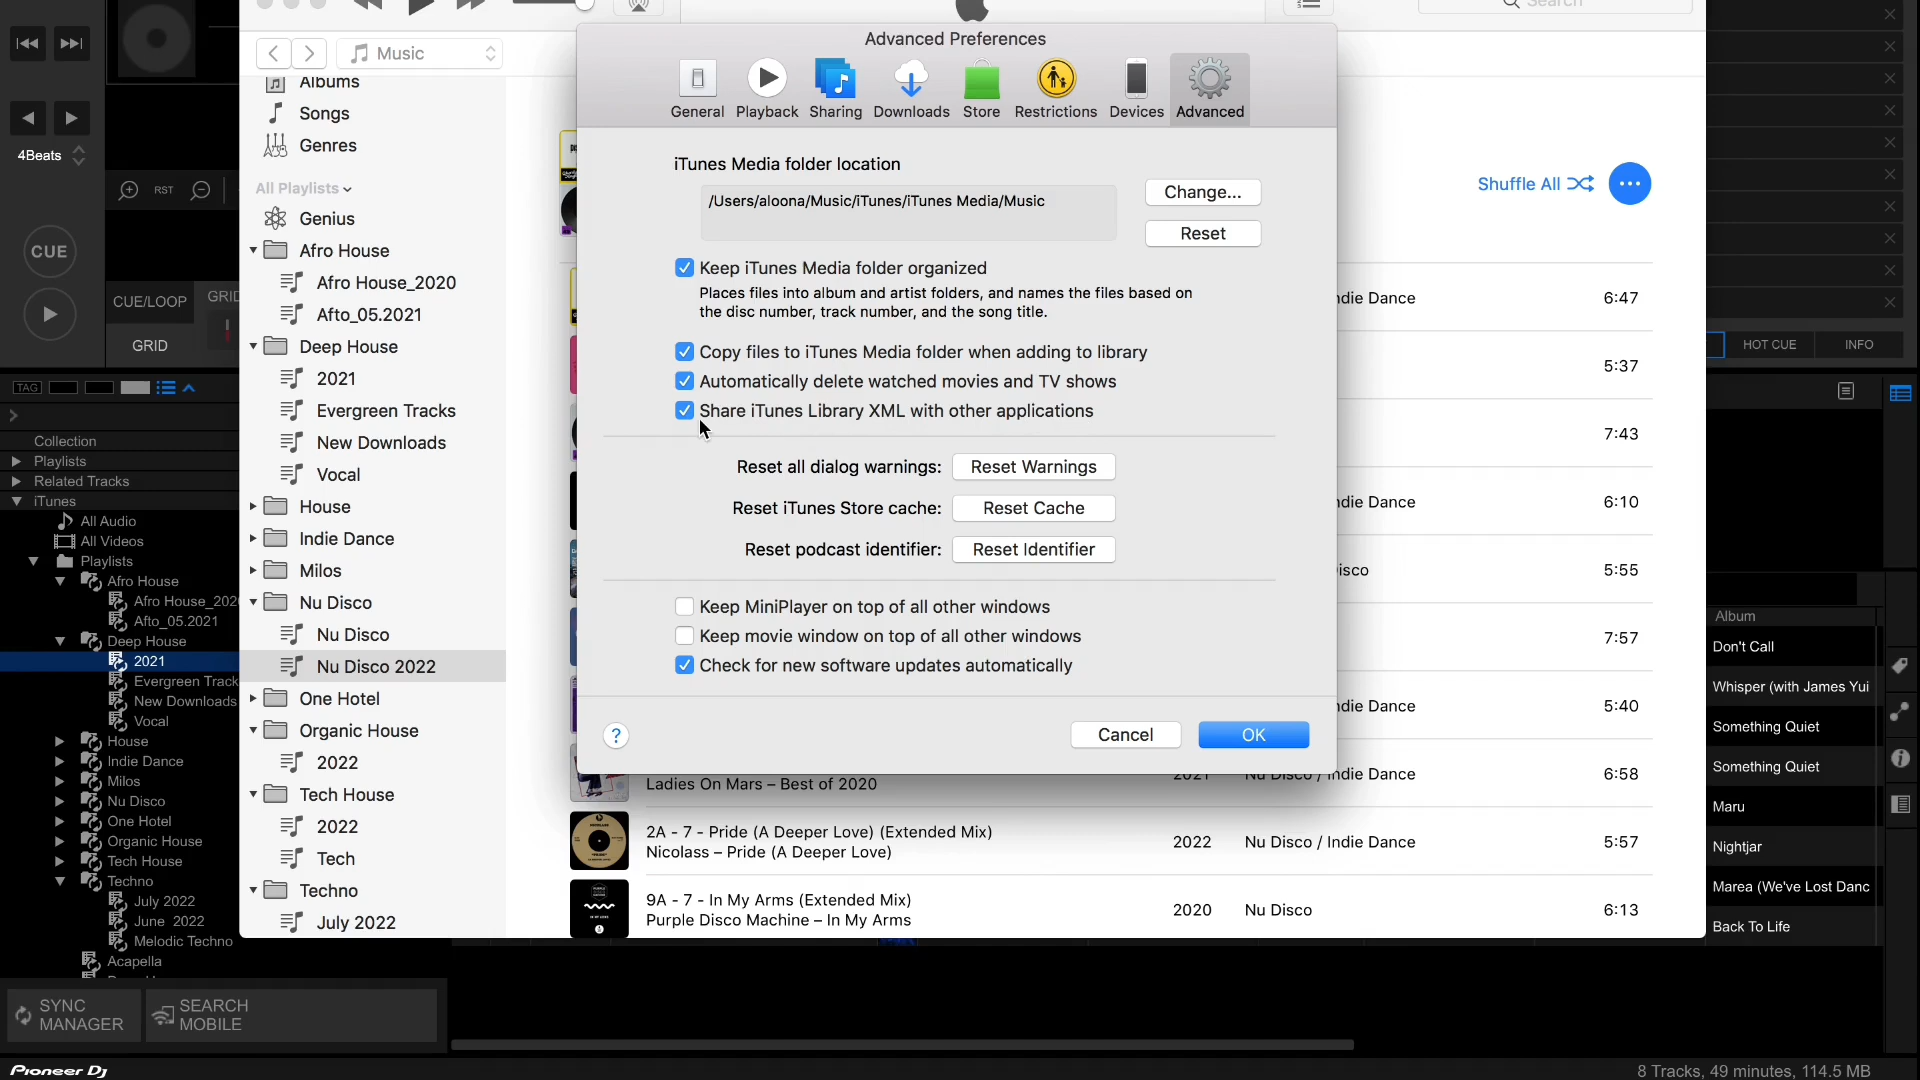 Search
Music
Advanced Preferences
General
Playback
Sharing
Downloads
Store
Restrictions
Devices
Advanced
iTunes Media folder location
/Users/aloona/Music/iTunes/iTunes Media/Music
Change...
Reset
Keep iTunes Media folder organized
Places files into album and artist folders, and names the files based on
the disc number, track number, and the song title.
Copy files to iTunes Media folder when adding to library
Automatically delete watched movies and TV shows
Share iTunes Library XML with other applications
Reset all dialog warnings:
Reset Warnings
Reset iTunes Store cache:
Reset Cache
Reset podcast identifier:
Reset Identifier
Keep MiniPlayer on top of all other windows
Keep movie window on top of all other windows
Check for new software updates automatically
?
Cancel
OK
Albums
Songs
Genres
All Playlists
Genius
Afro House
Afro House_2020
Afto_05.2021
Deep House
2021
Evergreen Tracks
New Downloads
Vocal
House
Indie Dance
Milos
Nu Disco
Nu Disco
Nu Disco 2022
One Hotel
Organic House
2022
Tech House
2022
Tech
Techno
July 2022
Shuffle All
ndie Dance 6:47
5:37
7:43
ndie Dance 6:10
isco 5:55
7:57
ndie Dance 5:40
Ladies On Mars – Best of 2020
2021 Nu Disco / Indie Dance 6:58
2A - 7 - Pride (A Deeper Love) (Extended Mix)
Nicolass – Pride (A Deeper Love)
2022 Nu Disco / Indie Dance 5:57
9A - 7 - In My Arms (Extended Mix)
Purple Disco Machine – In My Arms
2020 Nu Disco 6:13
4Beats
RST
CUE
CUE/LOOP
GRID
GRID
TAG
Collection
Playlists
Related Tracks
iTunes
All Audio
All Videos
Playlists
Afro House
Afro House_202
Afto_05.2021
Deep House
2021
Evergreen Track
New Downloads
Vocal
House
Indie Dance
Milos
Nu Disco
One Hotel
Organic House
Tech House
Techno
July 2022
June 2022
Melodic Techno
Acapella
SYNC
MANAGER
SEARCH
MOBILE
Pioneer Dj
HOT CUE
INFO
Album
Don't Call
Whisper (with James Yui
Something Quiet
Something Quiet
Maru
Nightjar
Marea (We've Lost Danc
Back To Life
8 Tracks, 49 minutes, 114.5 MB